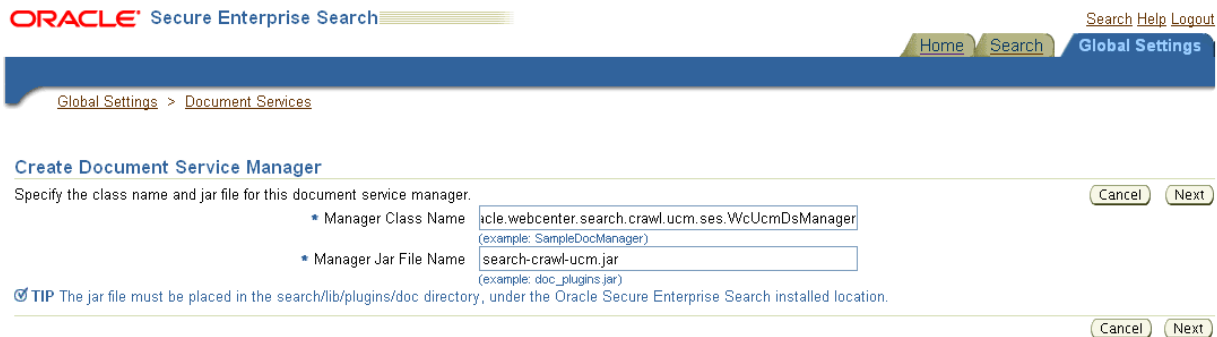 ORACLE Secure Enterprise Search
Search Help Logout
Home Search Global Settings
Global Settings > Document Services
Create Document Service Manager
Specify the class name and jar file for this document service manager.
Cancel Next
* Manager Class Name acle.webcenter.search.crawl.ucm.ses.WcUcmDsManager
(example: SampleDocManager)
* Manager Jar File Name search-crawl-ucm.jar
(example: doc_plugins.jar)
TIP The jar file must be placed in the search/lib/plugins/doc directory, under the Oracle Secure Enterprise Search installed location.
Cancel Next